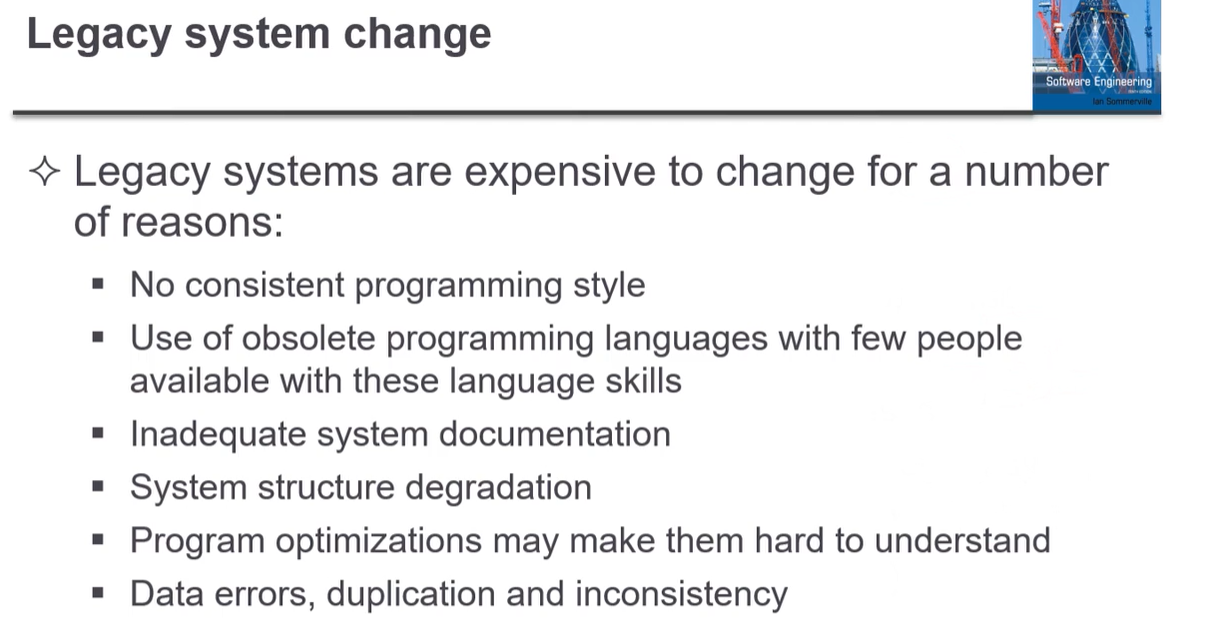 Legacy system change
Software Engineering
Ian Sommerville
✧ Legacy systems are expensive to change for a number
of reasons:
▪ No consistent programming style
▪ Use of obsolete programming languages with few people
available with these language skills
▪ Inadequate system documentation
▪ System structure degradation
▪ Program optimizations may make them hard to understand
▪ Data errors, duplication and inconsistency